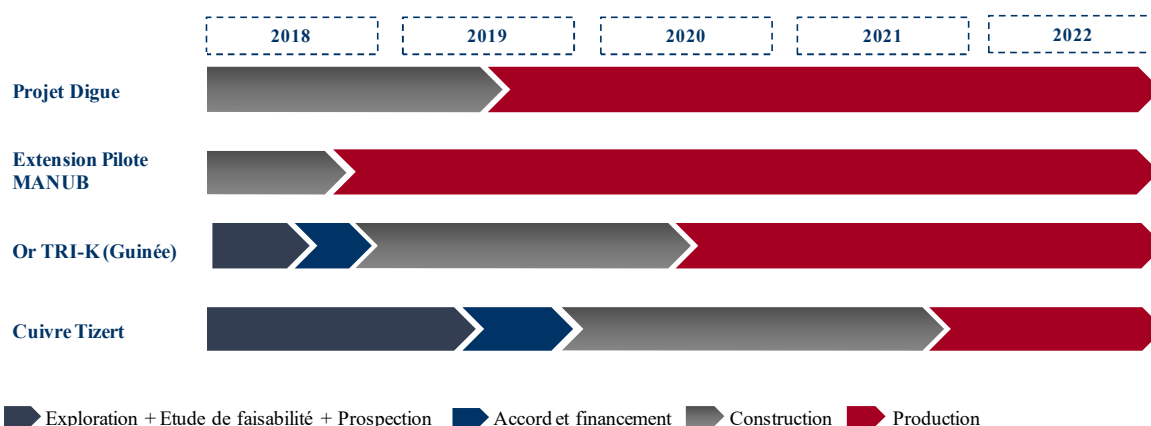 2018 2019 2020 2021 2022
Projet Digue
Extension Pilote
MANUB
Or TRI-K (Guinée)
Cuivre Tizert
Exploration + Etude de faisabilité + Prospection Accord et financement Construction Production